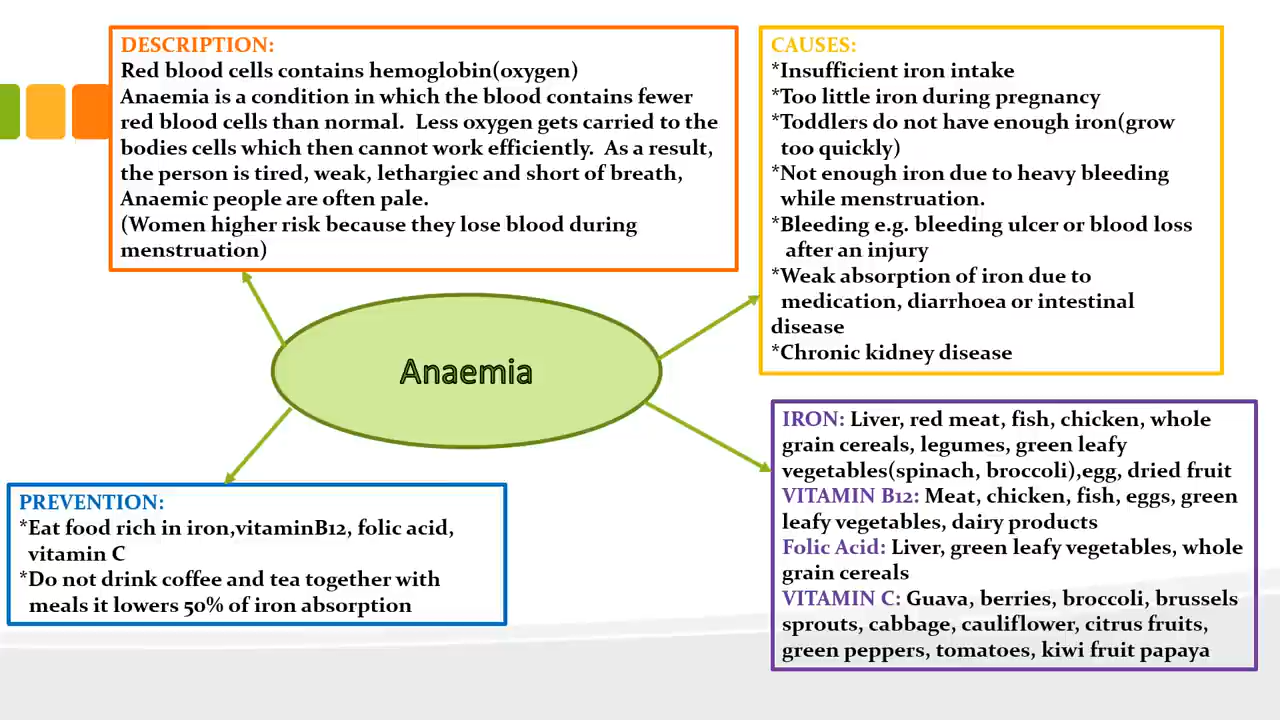 DESCRIPTION:
Red blood cells contains hemoglobin(oxygen)
Anaemia is a condition in which the blood contains fewer
red blood cells than normal.  Less oxygen gets carried to the
bodies cells which then cannot work efficiently.  As a result,
the person is tired, weak, lethargiec and short of breath,
Anaemic people are often pale.
(Women higher risk because they lose blood during
menstruation)
CAUSES:
*Insufficient iron intake
*Too little iron during pregnancy
*Toddlers do not have enough iron(grow
too quickly)
*Not enough iron due to heavy bleeding
while menstruation.
*Bleeding e.g. bleeding ulcer or blood loss
after an injury
*Weak absorption of iron due to
medication, diarrhoea or intestinal
disease
*Chronic kidney disease
Anaemia
PREVENTION:
*Eat food rich in iron,vitaminB12, folic acid,
vitamin C
*Do not drink coffee and tea together with
meals it lowers 50% of iron absorption
IRON: Liver, red meat, fish, chicken, whole
grain cereals, legumes, green leafy
vegetables(spinach, broccoli),egg, dried fruit
VITAMIN B12: Meat, chicken, fish, eggs, green
leafy vegetables, dairy products
Folic Acid: Liver, green leafy vegetables, whole
grain cereals
VITAMIN C: Guava, berries, broccoli, brussels
sprouts, cabbage, cauliflower, citrus fruits,
green peppers, tomatoes, kiwi fruit papaya